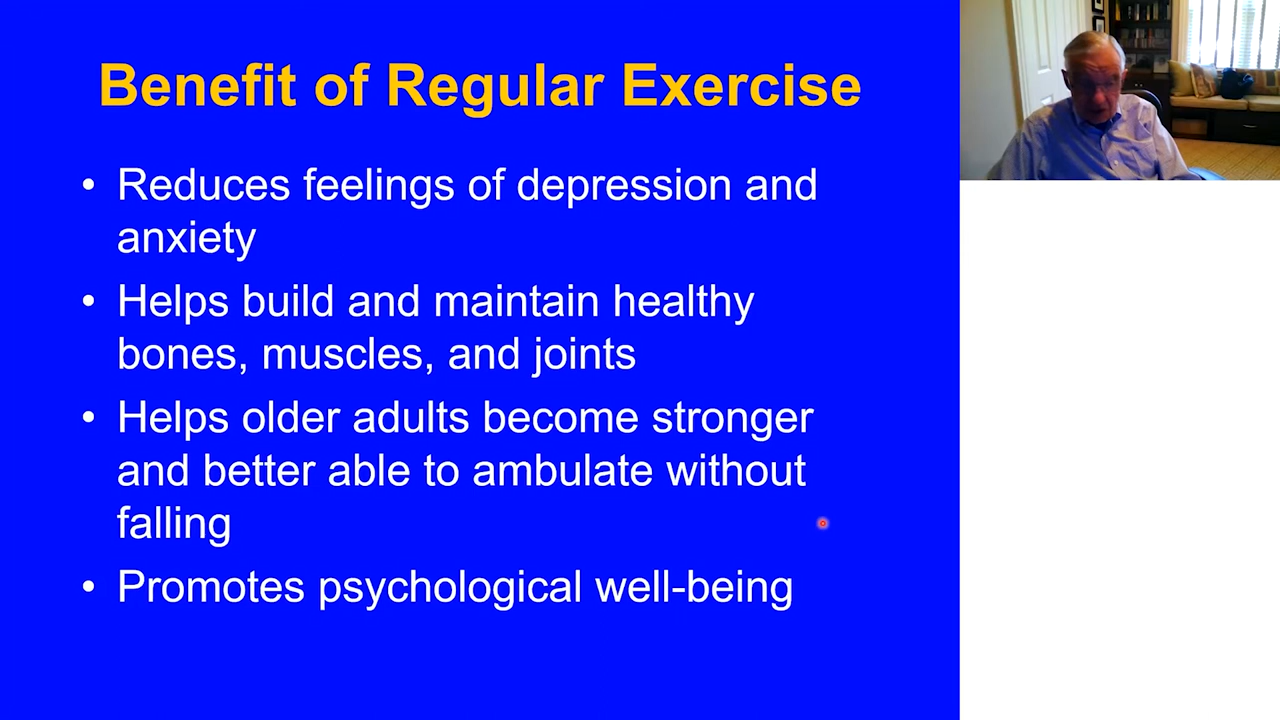 Benefit of Regular Exercise
• Reduces feelings of depression and
anxiety
• Helps build and maintain healthy
bones, muscles, and joints
• Helps older adults become stronger
and better able to ambulate without
falling
• Promotes psychological well-being